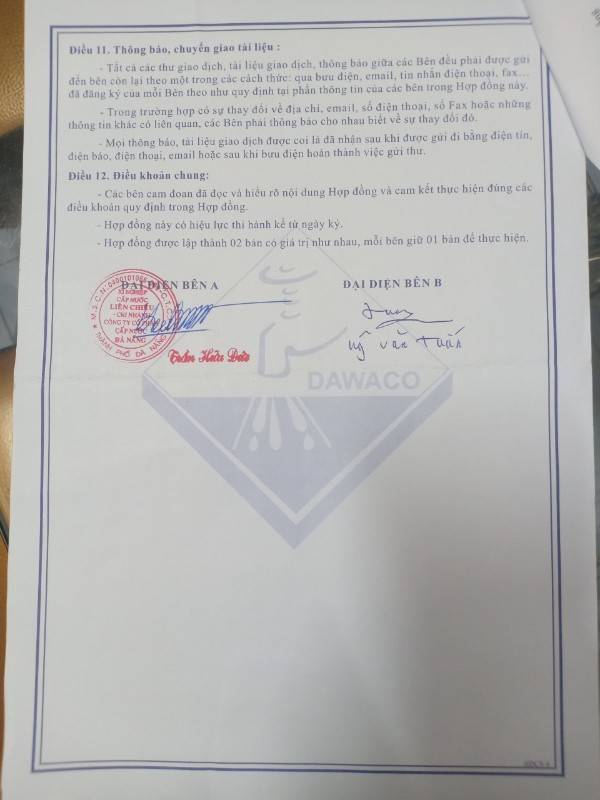 Điều 11. Thông báo, chuyển giao tài liệu :
- Tất cả các thư giao dịch, tài liệu giao dịch, thông báo giữa các Bên đều phải được gửi
đến bên còn lại theo một trong các cách thức: qua bưu điện, email, tin nhắn điện thoại, fax…
đã đăng ký của mỗi Bên theo như quy định tại phần thông tin của các bên trong Hợp đồng này.
- Trong trường hợp có sự thay đổi về địa chỉ, email, số điện thoại, số Fax hoặc những
thông tin khác có liên quan, các Bên phải thông báo cho nhau biết về sự thay đổi đó.
- Mọi thông báo, tài liệu giao dịch được coi là đã nhận sau khi được gửi đi bằng điện tín,
điện báo, điện thoại, email hoặc sau khi bưu điện hoàn thành việc gửi thư.
Điều 12. Điều khoản chung:
- Các bên cam đoan đã đọc và hiểu rõ nội dung Hợp đồng và cam kết thực hiện đúng các
điều khoản quy định trong Hợp đồng.
- Hợp đồng này có hiệu lực thi hành kể từ ngày ký.
- Hợp đồng được lập thành 02 bản có giá trị như nhau, mỗi bên giữ 01 bản để thực hiện.
ĐẠI DIỆN BÊN A
ĐẠI DIỆN BÊN B
XÍ NGHIỆP
CẤP NƯỚC
LIÊN CHIỂU
- CHI NHÁNH
CÔNG TY CỔ PHẦN
CẤP NƯỚC
ĐÀ NẴNG
THÀNH PHỐ ĐÀ NẴNG
Trần Hữu
văn tuấn
DAWACO